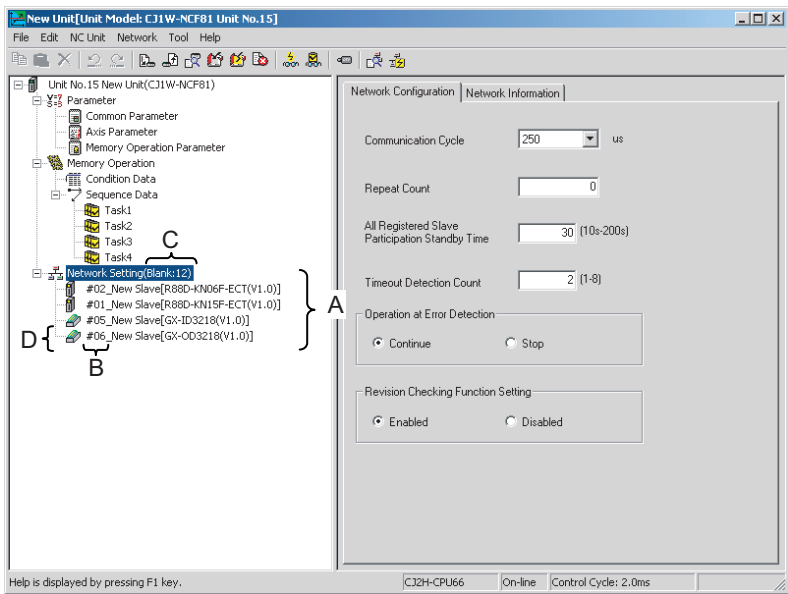 New Unit[Unit Model: CJ1W-NCF81 Unit No.15]
File Edit NC Unit Network Tool Help
Unit No.15 New Unit(CJ1W-NCF81)
Parameter
Common Parameter
Axis Parameter
Memory Operation Parameter
Memory Operation
Condition Data
Sequence Data
Task1
Task2
Task3
Task4
C
Network Setting(Blank:12)
#02_New Slave[R88D-KN06F-ECT(V1.0)]
#01_New Slave[R88D-KN15F-ECT(V1.0)]
#05_New Slave[GX-ID3218(V1.0)]
#06_New Slave[GX-OD3218(V1.0)]
A
D
B
Network Configuration Network Information
Communication Cycle 250 us
Repeat Count 0
All Registered Slave
Participation Standby Time 30 (10s-200s)
Timeout Detection Count 2 (1-8)
Operation at Error Detection
Continue Stop
Revision Checking Function Setting
Enabled Disabled
Help is displayed by pressing F1 key. CJ2H-CPU66 On-line Control Cycle: 2.0ms